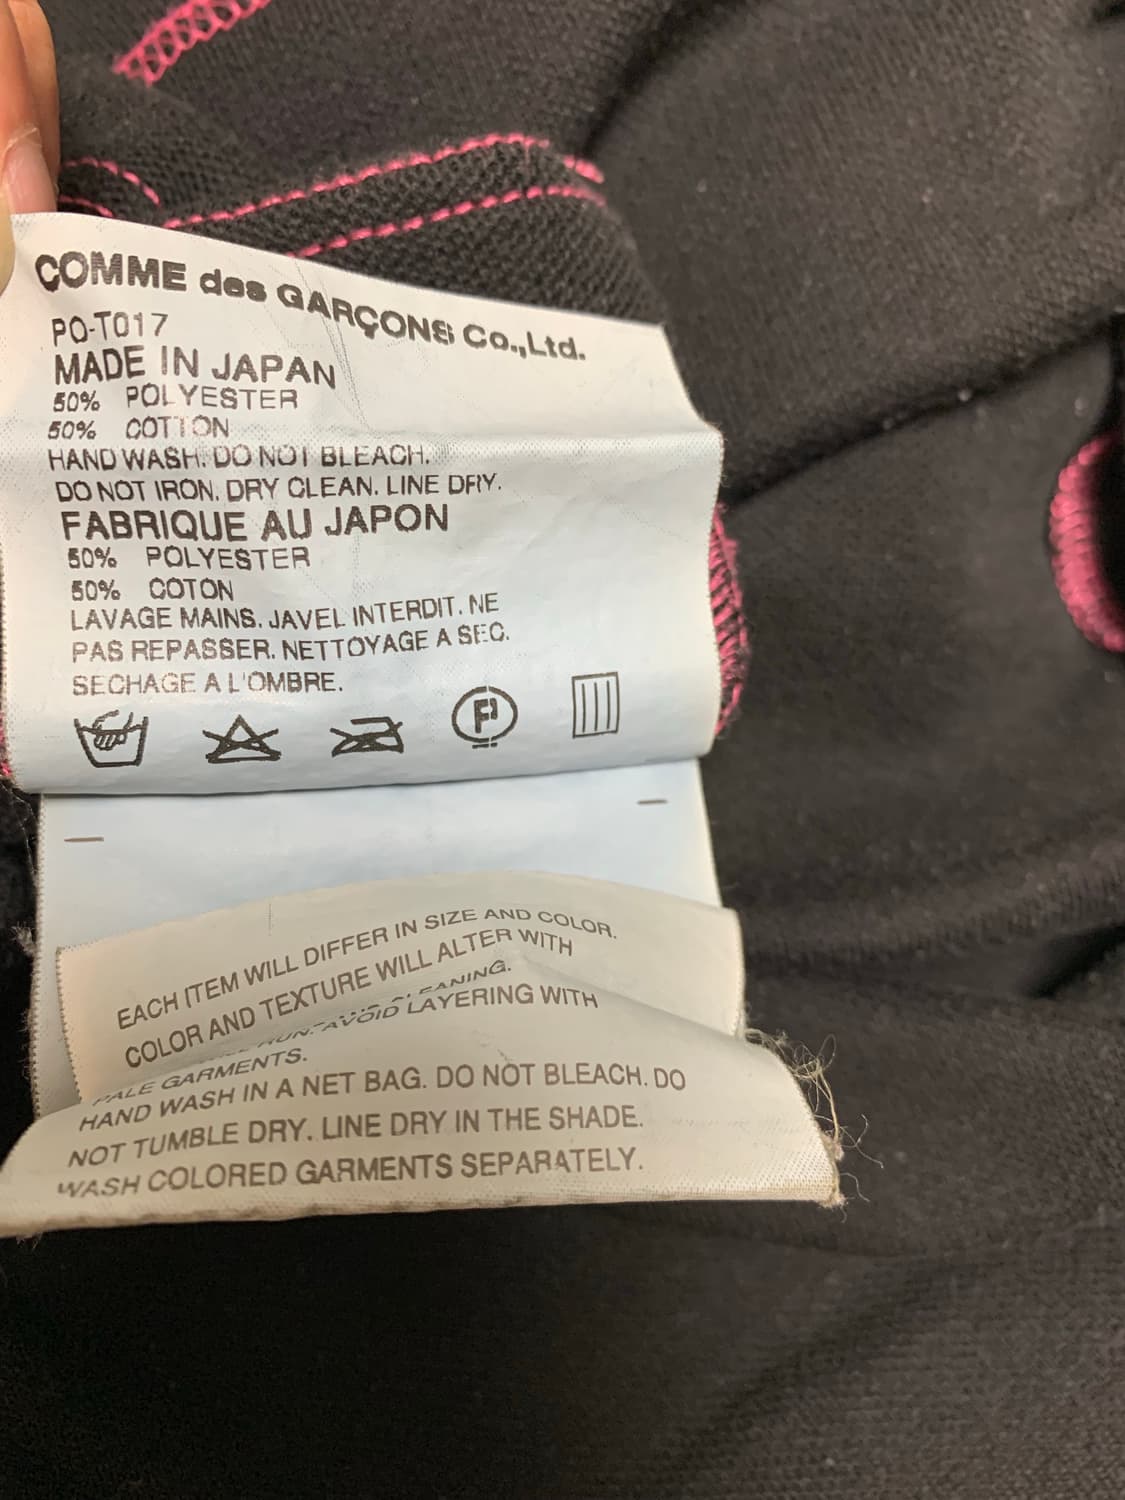 COMME des GARÇONS Co.,Ltd.
PO-T017
MADE IN JAPAN
50% POLYESTER
50% COTTON
HAND WASH. DO NOT BLEACH.
DO NOT IRON. DRY CLEAN. LINE DRY.
FABRIQUE AU JAPON
50% POLYESTER
50% COTON
LAVAGE MAINS. JAVEL INTERDIT. NE
PAS REPASSER. NETTOYAGE A SEC.
SECHAGE A L'OMBRE.
F
EACH ITEM WILL DIFFER IN SIZE AND COLOR.
COLOR AND TEXTURE WILL ALTER WITH
CLEANING.
RUN. AVOID LAYERING WITH
PALE GARMENTS.
HAND WASH IN A NET BAG. DO NOT BLEACH. DO
NOT TUMBLE DRY. LINE DRY IN THE SHADE.
WASH COLORED GARMENTS SEPARATELY.